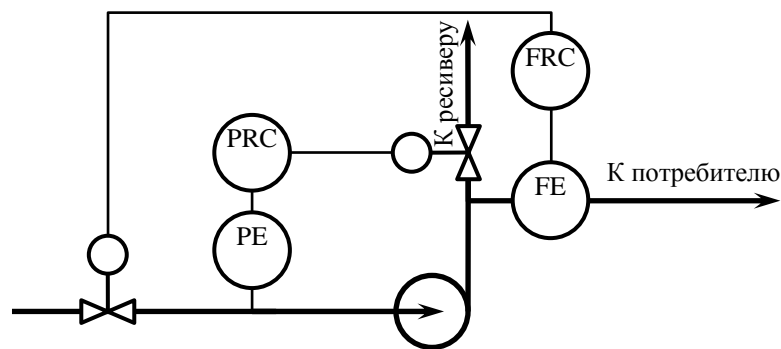 FRC
К ресиверу
PRC
К потребителю
FE
PE